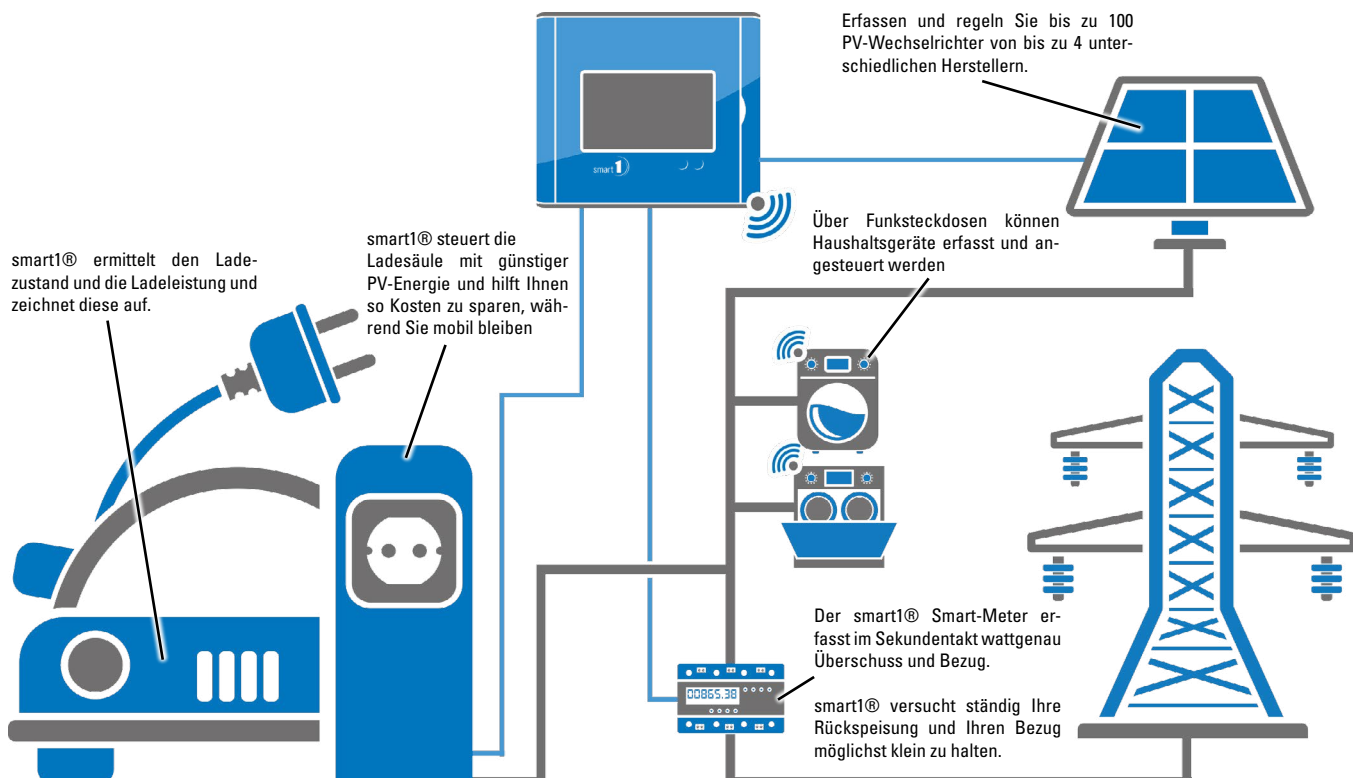 Erfassen und regeln Sie bis zu 100
PV-Wechselrichter von bis zu 4 unter-
schiedlichen Herstellern.
smart1
Über Funksteckdosen können
Haushaltsgeräte erfasst und an-
gesteuert werden
smart1® steuert die
Ladesäule mit günstiger
PV-Energie und hilft Ihnen
so Kosten zu sparen, wäh-
rend Sie mobil bleiben
smart1® ermittelt den Lade-
zustand und die Ladeleistung und
zeichnet diese auf.
Der smart1® Smart-Meter er-
fasst im Sekundentakt wattgenau
Überschuss und Bezug.
smart1® versucht ständig Ihre
Rückspeisung und Ihren Bezug
möglichst klein zu halten.
00865.38